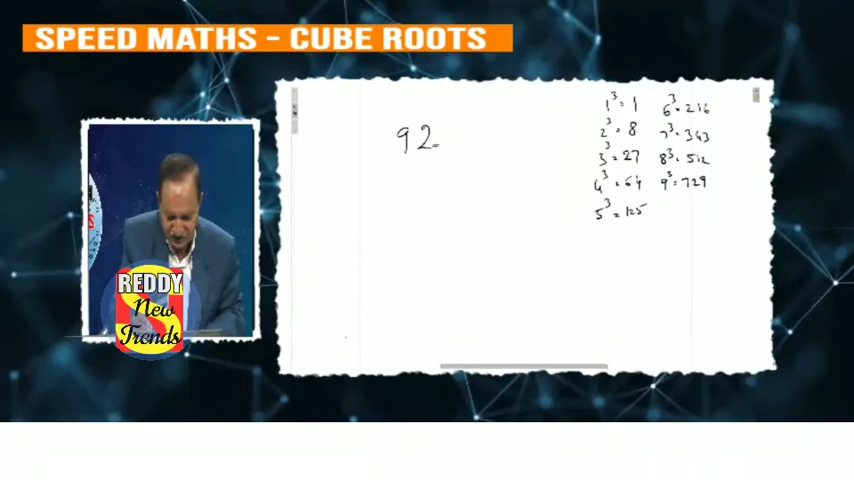 SPEED MATHS - CUBE ROOTS
92
1³ = 1
2³ = 8
3³ = 27
4³ = 64
5³ = 125
6³ = 216
7³ = 343
8³ = 512
9³ = 729
REDDY
New
Trends